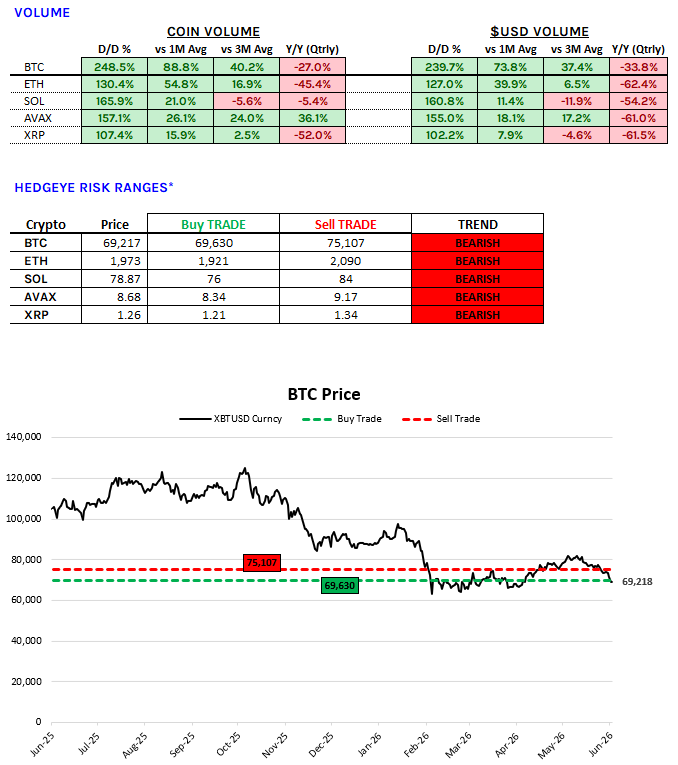 VOLUME
COIN VOLUME $USD VOLUME
D/D % vs 1M Avg vs 3M Avg Y/Y (Qtrly) D/D % vs 1M Avg vs 3M Avg Y/Y (Qtrly)
BTC 248.5% 88.8% 40.2% -27.0% 239.7% 73.8% 37.4% -33.8%
ETH 130.4% 54.8% 16.9% -45.4% 127.0% 39.9% 6.5% -62.4%
SOL 165.9% 21.0% -5.6% -5.4% 160.8% 11.4% -11.9% -54.2%
AVAX 157.1% 26.1% 24.0% 36.1% 155.0% 18.1% 17.2% -61.0%
XRP 107.4% 15.9% 2.5% -52.0% 102.2% 7.9% -4.6% -61.5%
HEDGEYE RISK RANGES*
Crypto Price Buy TRADE Sell TRADE TREND
BTC 69,217 69,630 75,107 BEARISH
ETH 1,973 1,921 2,090 BEARISH
SOL 78.87 76 84 BEARISH
AVAX 8.68 8.34 9.17 BEARISH
XRP 1.26 1.21 1.34 BEARISH
BTC Price
XBTUSD Curncy Buy Trade Sell Trade
140,000
120,000
100,000
80,000
75,107
69,630
69,218
60,000
40,000
20,000
0
Jun-25 Jul-25 Aug-25 Sep-25 Oct-25 Nov-25 Dec-25 Jan-26 Feb-26 Mar-26 Apr-26 May-26 Jun-26